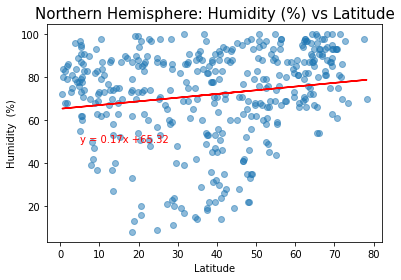 Northern Hemisphere: Humidity (%) vs Latitude
100
80
60
40
20
Humidity (%)
y = 0.17x +65.32
0 10 20 30 40 50 60 70 80
Latitude